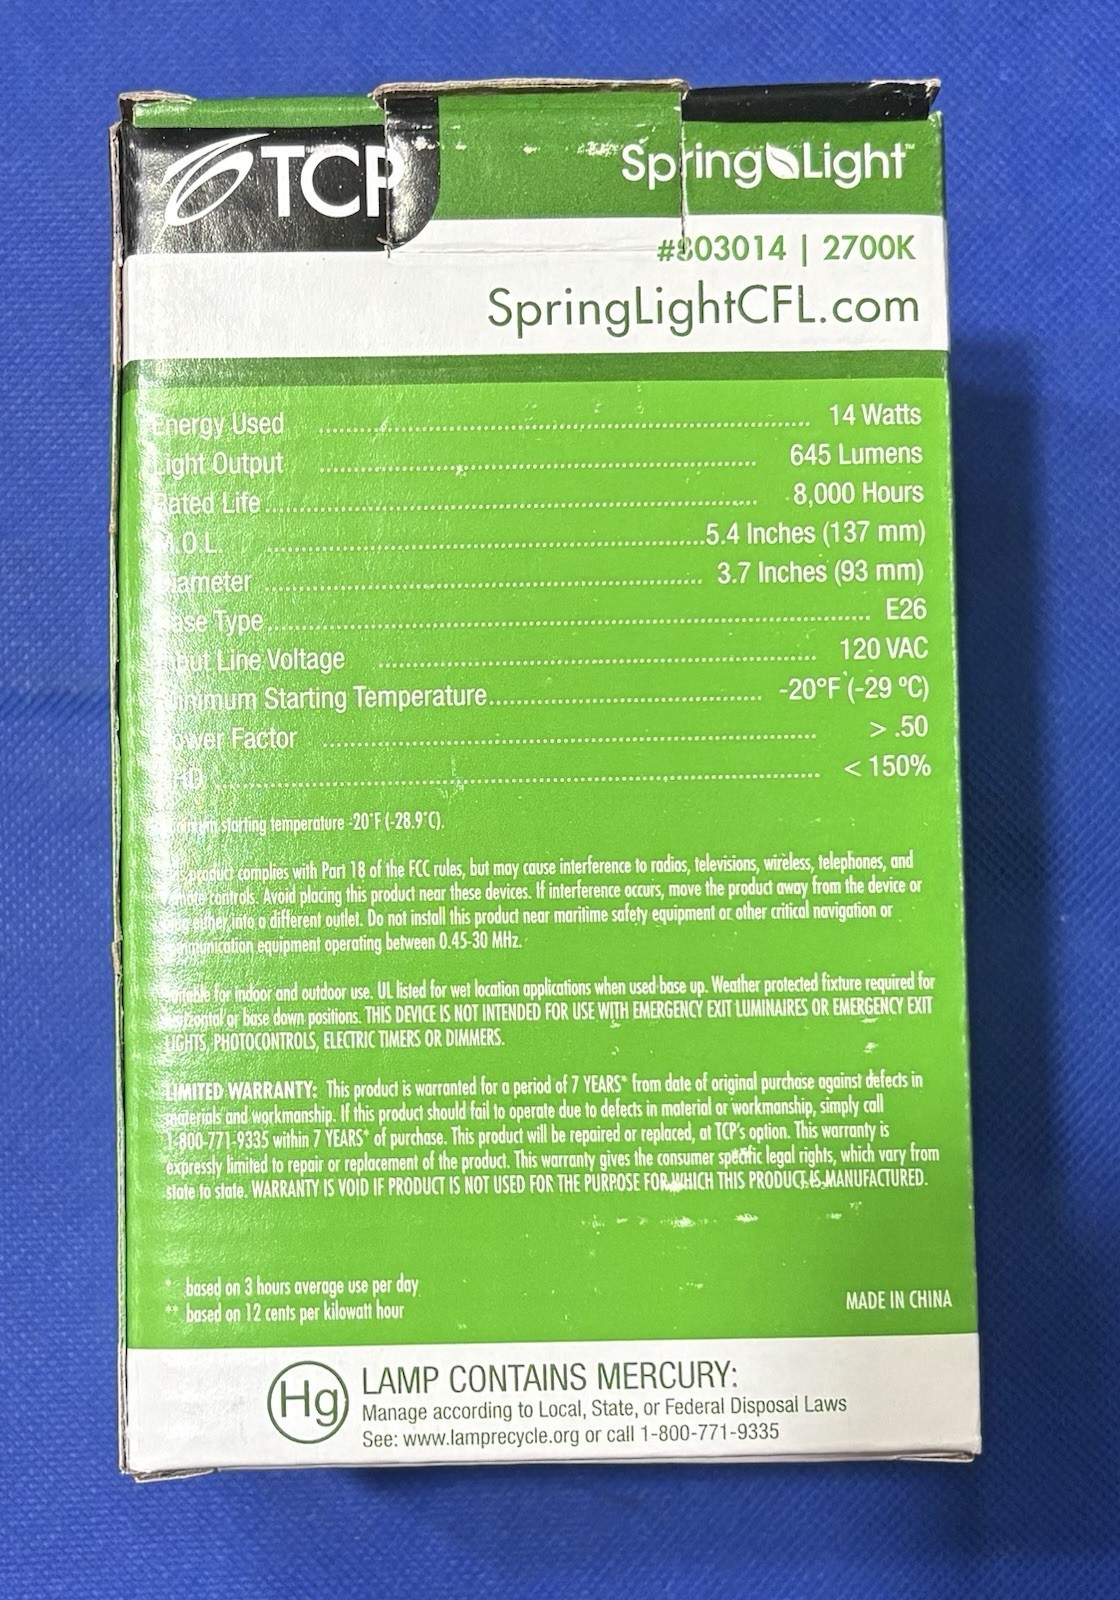 TCP
Spring Light™
#803014 | 2700K
SpringLightCFL.com
Energy Used 14 Watts
Light Output 645 Lumens
Rated Life 8,000 Hours
M.O.L. 5.4 Inches (137 mm)
Diameter 3.7 Inches (93 mm)
Base Type E26
Input Line Voltage 120 VAC
Minimum Starting Temperature -20°F (-29 ºC)
Power Factor > .50
THD < 150%
Minimum starting temperature -20°F (-28.9°C).
This product complies with Part 18 of the FCC rules, but may cause interference to radios, televisions, wireless, telephones, and
remote controls. Avoid placing this product near these devices. If interference occurs, move the product away from the device or
plug either into a different outlet. Do not install this product near maritime safety equipment or other critical navigation or
communication equipment operating between 0.45-30 MHz.
Suitable for indoor and outdoor use. UL listed for wet location applications when used base up. Weather protected fixture required for
horizontal or base down positions. THIS DEVICE IS NOT INTENDED FOR USE WITH EMERGENCY EXIT LUMINAIRES OR EMERGENCY EXIT
LIGHTS, PHOTOCONTROLS, ELECTRIC TIMERS OR DIMMERS.
LIMITED WARRANTY: This product is warranted for a period of 7 YEARS* from date of original purchase against defects in
materials and workmanship. If this product should fail to operate due to defects in material or workmanship, simply call
1-800-771-9335 within 7 YEARS* of purchase. This product will be repaired or replaced, at TCP's option. This warranty is
expressly limited to repair or replacement of the product. This warranty gives the consumer specific legal rights, which vary from
state to state. WARRANTY IS VOID IF PRODUCT IS NOT USED FOR THE PURPOSE FOR WHICH THIS PRODUCT IS MANUFACTURED.
* based on 3 hours average use per day
** based on 12 cents per kilowatt hour
MADE IN CHINA
Hg
LAMP CONTAINS MERCURY:
Manage according to Local, State, or Federal Disposal Laws
See: www.lamprecycle.org or call 1-800-771-9335